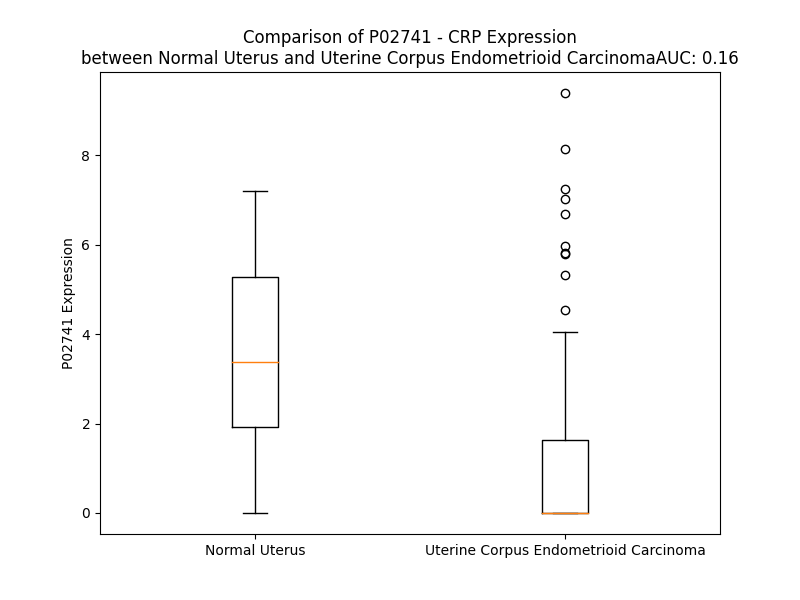 Comparison of P02741 - CRP Expression
between Normal Uterus and Uterine Corpus Endometrioid CarcinomaAUC: 0.16
P02741 Expression
8
6
4
2
0
Normal Uterus
Uterine Corpus Endometrioid Carcinoma